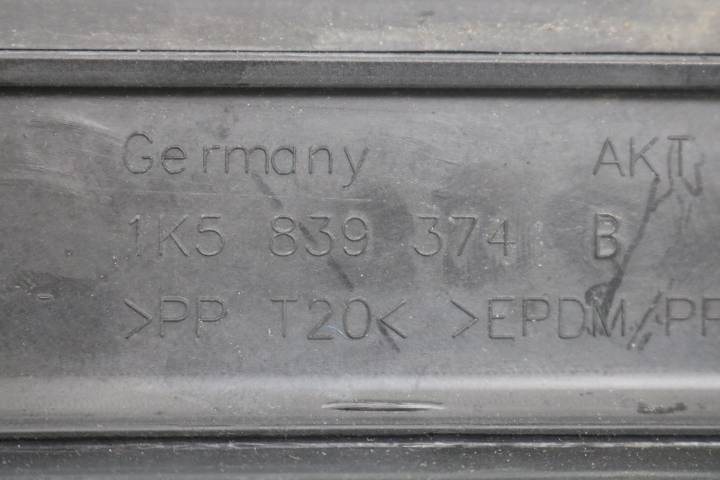 Germany AKT
1K5 839 374 B
>PP T20< >EPDM/PP